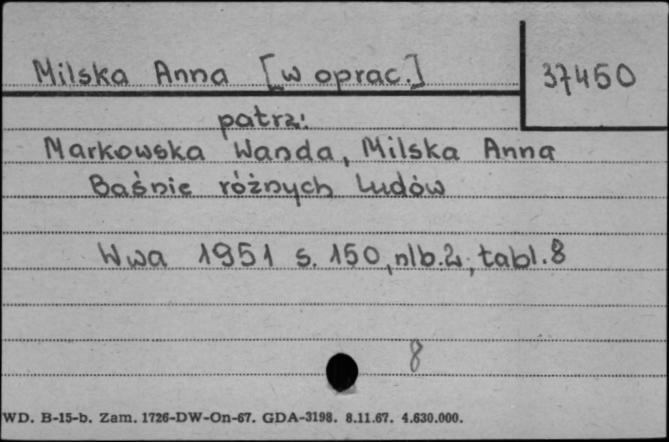 Milska Anna [w oprac.]
37450
patrz:
Markowska Wanda, Milska Anna
Baśnie różnych Ludów
Wwa 1951 s. 150, nlb. 2, tabl. 8
8
WD. B-15-b. Zam. 1726-DW-On-67. GDA-3198. 8.11.67. 4.630.000.